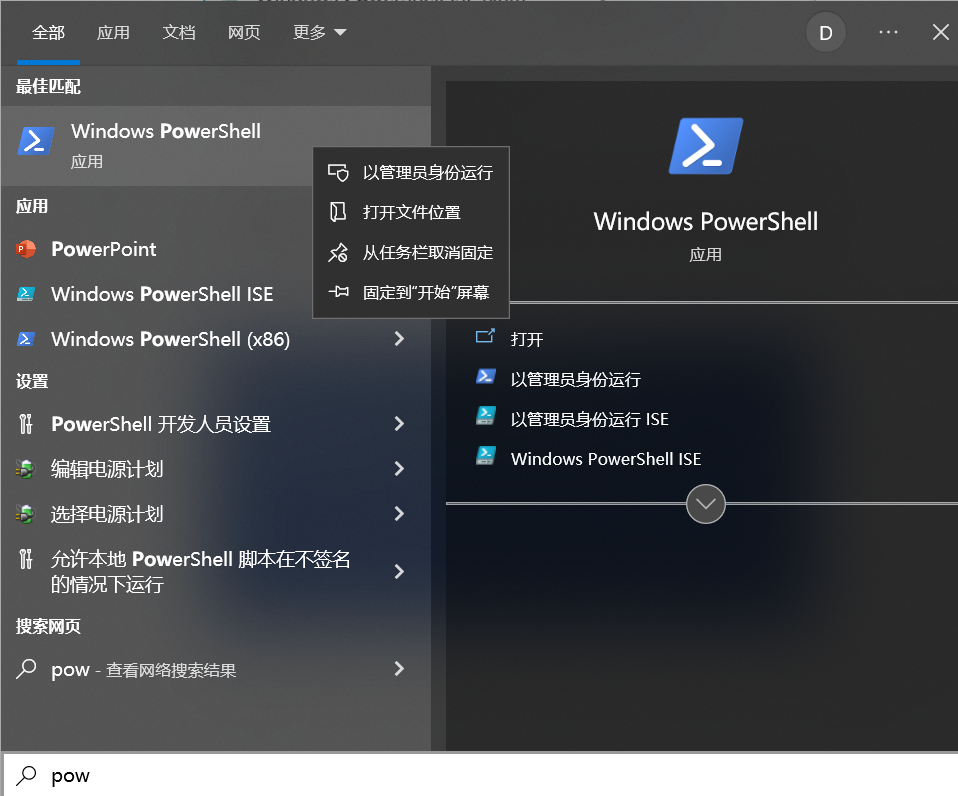 全部
应用
文档
网页
更多
D
最佳匹配
Windows PowerShell
应用
以管理员身份运行
打开文件位置
从任务栏取消固定
固定到“开始”屏幕
应用
PowerPoint
Windows PowerShell ISE
Windows PowerShell (x86)
设置
PowerShell 开发人员设置
编辑电源计划
选择电源计划
允许本地 PowerShell 脚本在不签名
的情况下运行
搜索网页
pow - 查看网络搜索结果
Windows PowerShell
应用
打开
以管理员身份运行
以管理员身份运行 ISE
Windows PowerShell ISE
pow